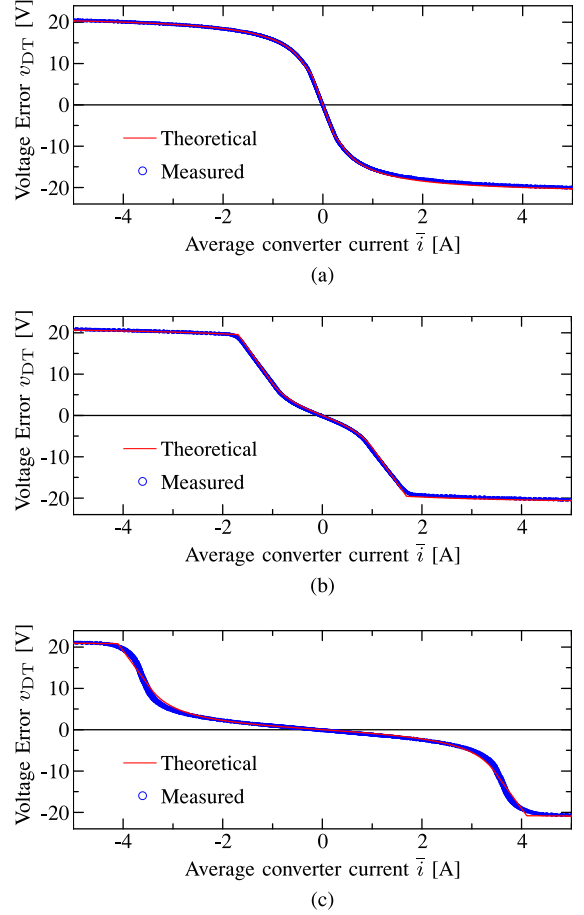 Voltage Error v_DT [V]
20
10
0
-10
-20
Theoretical
Measured
-4 -2 0 2 4
Average converter current i̅ [A]
(a)
Voltage Error v_DT [V]
20
10
0
-10
-20
Theoretical
Measured
-4 -2 0 2 4
Average converter current i̅ [A]
(b)
Voltage Error v_DT [V]
20
10
0
-10
-20
Theoretical
Measured
-4 -2 0 2 4
Average converter current i̅ [A]
(c)